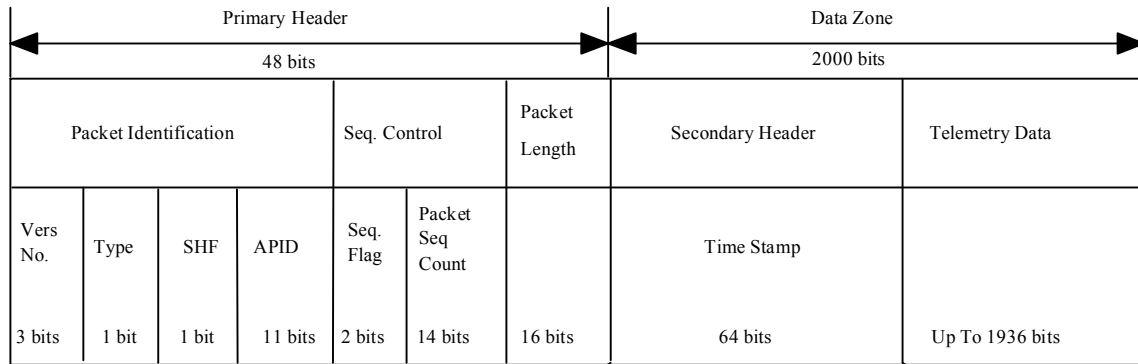 Primary Header
Data Zone
48 bits
2000 bits
Packet Identification
Seq. Control
Packet
Length
Secondary Header
Telemetry Data
Vers
No.
Type
SHF
APID
Seq.
Flag
Packet
Seq
Count
Time Stamp
3 bits
1 bit
1 bit
11 bits
2 bits
14 bits
16 bits
64 bits
Up To 1936 bits